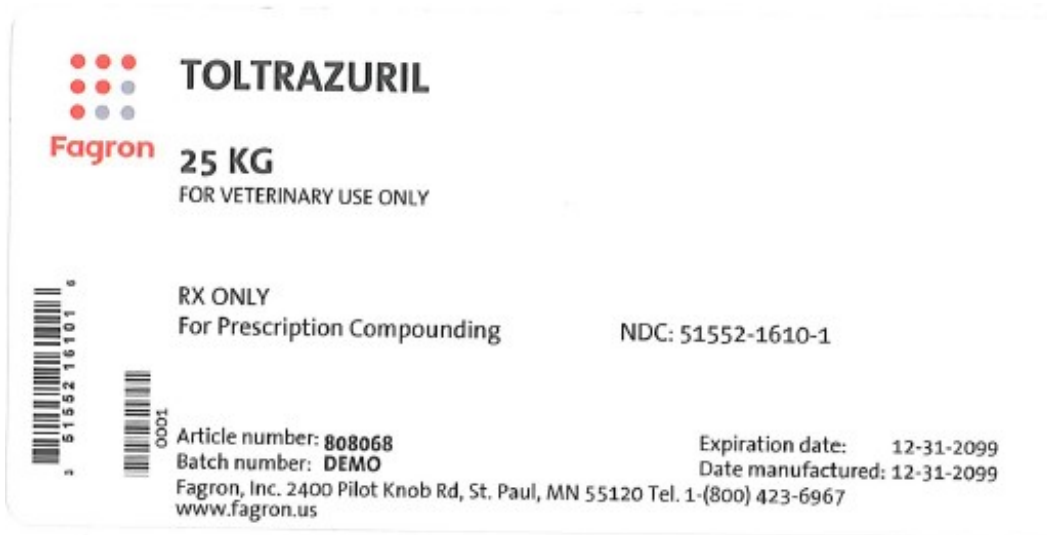 TOLTRAZURIL
Fagron
25 KG
FOR VETERINARY USE ONLY
RX ONLY
For Prescription Compounding NDC: 51552-1610-1
3 51552 16101 6
0001
Article number: 808068 Expiration date: 12-31-2099
Batch number: DEMO Date manufactured: 12-31-2099
Fagron, Inc. 2400 Pilot Knob Rd, St. Paul, MN 55120 Tel. 1-(800) 423-6967
www.fagron.us